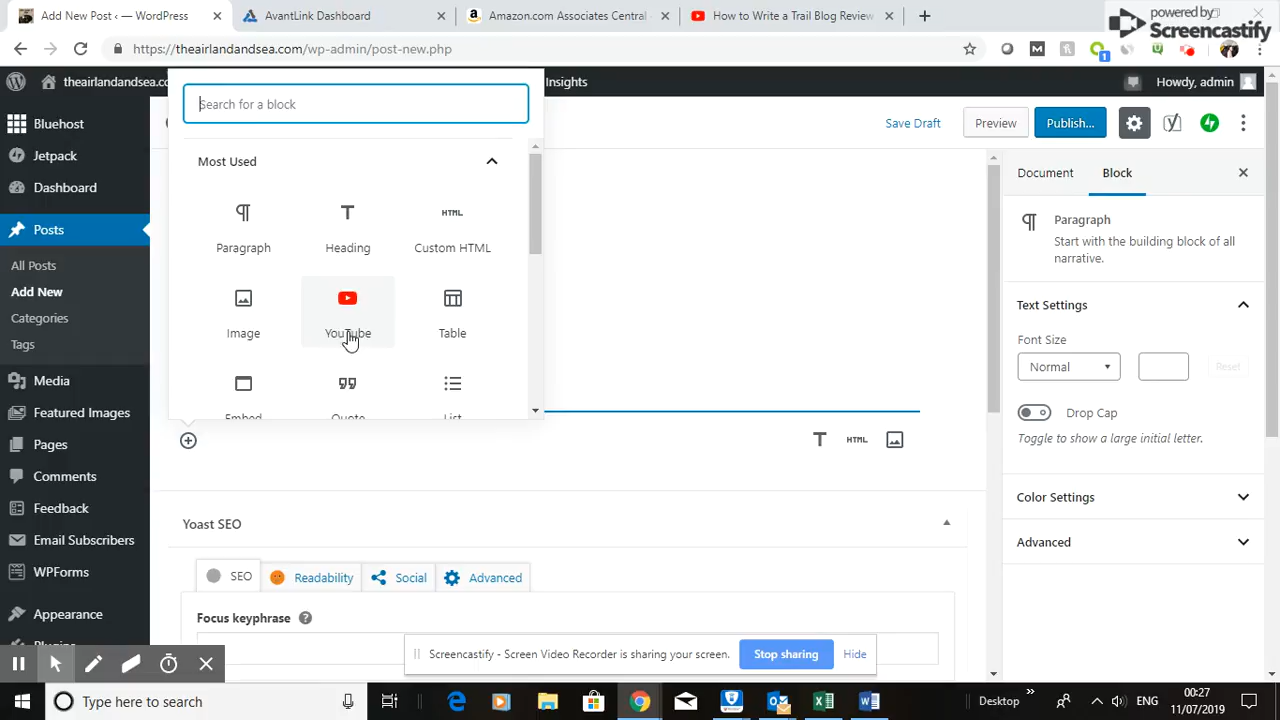 Add New Post ‹ — WordPress
AvantLink Dashboard
Amazon.com Associates Central -
How to Write a Trail Blog Review
powered by
Screencastify
https://theairlandandsea.com/wp-admin/post-new.php
theairlandandsea.co
Insights
Howdy, admin
Bluehost
Jetpack
Dashboard
Posts
All Posts
Add New
Categories
Tags
Media
Featured Images
Pages
Comments
Feedback
Email Subscribers
WPForms
Appearance
Search for a block
Most Used
Paragraph
Heading
HTML
Custom HTML
Image
YouTube
Table
Embed
Quote
List
Save Draft
Preview
Publish...
Document
Block
Paragraph
Start with the building block of all
narrative.
Text Settings
Font Size
Normal
Reset
Drop Cap
Toggle to show a large initial letter.
Color Settings
Advanced
HTML
Yoast SEO
SEO
Readability
Social
Advanced
Focus keyphrase
Screencastify - Screen Video Recorder is sharing your screen.
Stop sharing
Hide
Type here to search
Desktop
ENG
00:27
11/07/2019